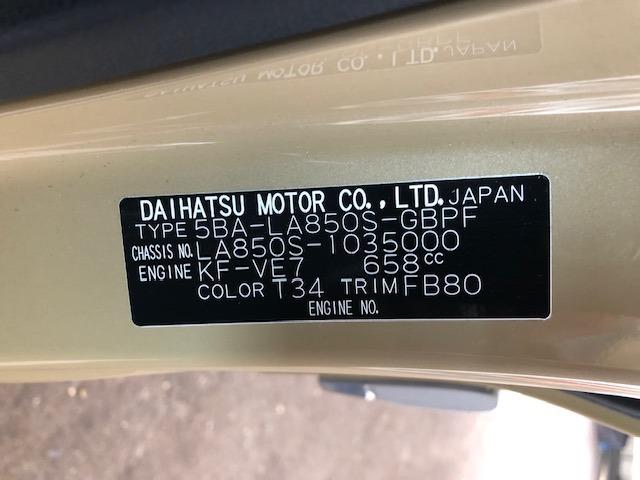 DAIHATSU MOTOR CO.,LTD.JAPAN
TYPE 5BA-LA850S-GBPF
CHASSIS NO.LA850S-1035000
ENGINE KF-VE7 658cc
COLOR T34 TRIM FB80
ENGINE NO.